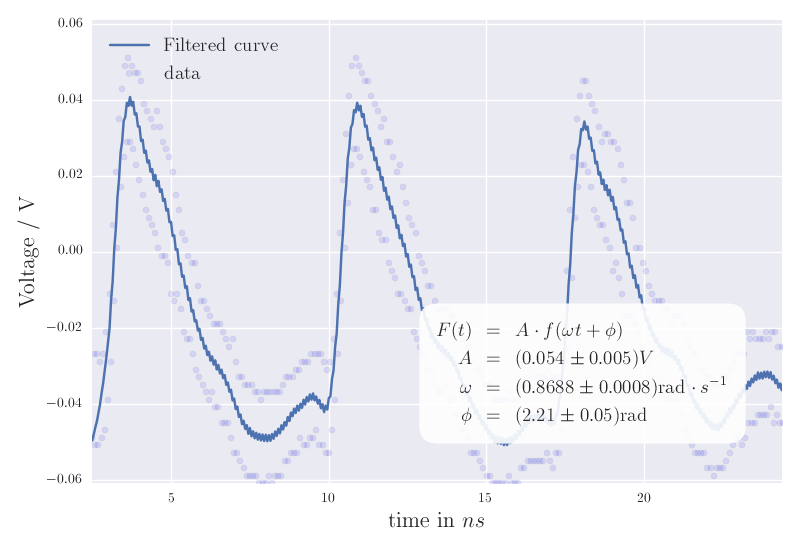 0.06
Filtered curve
data
0.04
0.02
0.00
−0.02
−0.04
−0.06
Voltage / V
F(t) = A · f(ωt + ϕ)
A = (0.054 ± 0.005)V
ω = (0.8688 ± 0.0008)rad · s⁻¹
ϕ = (2.21 ± 0.05)rad
5 10 15 20
time in ns